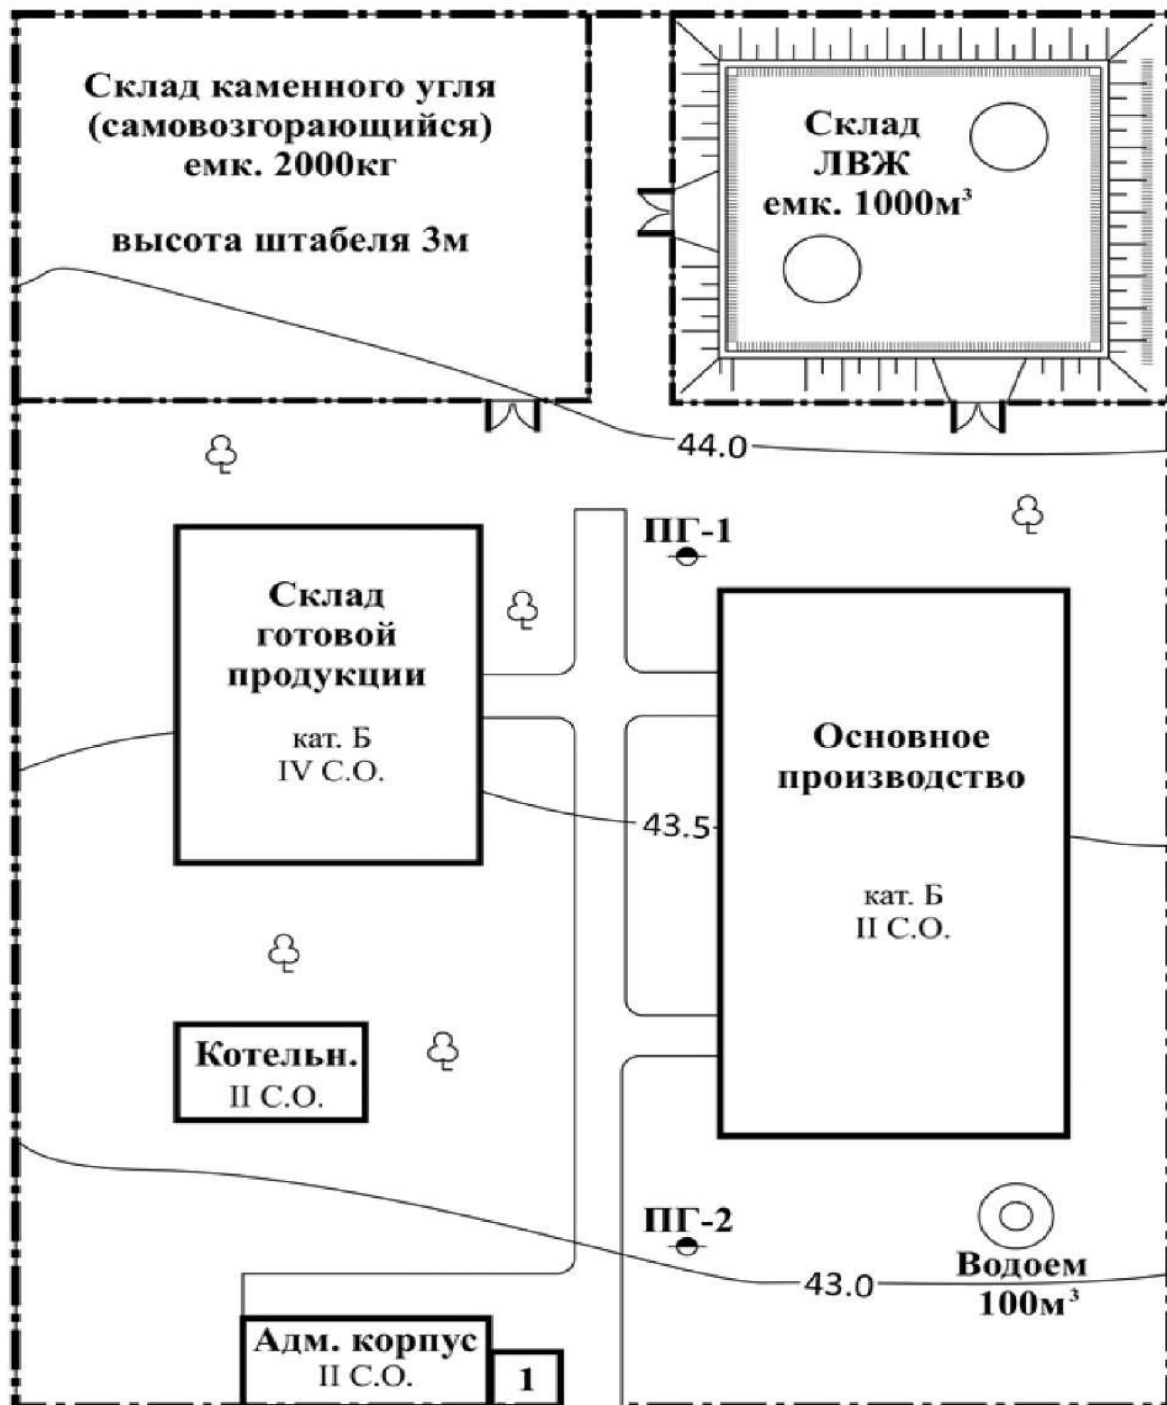 Склад каменного угля
(самовозгорающийся)
емк. 2000кг
высота штабеля 3м
Склад
ЛВЖ
емк. 1000м³
44.0
ПГ-1
Склад
готовой
продукции
кат. Б
IV С.О.
Основное
производство
43.5
кат. Б
II С.О.
Котельн.
II С.О.
ПГ-2
Водоем
100м³
43.0
Адм. корпус
II С.О.
1